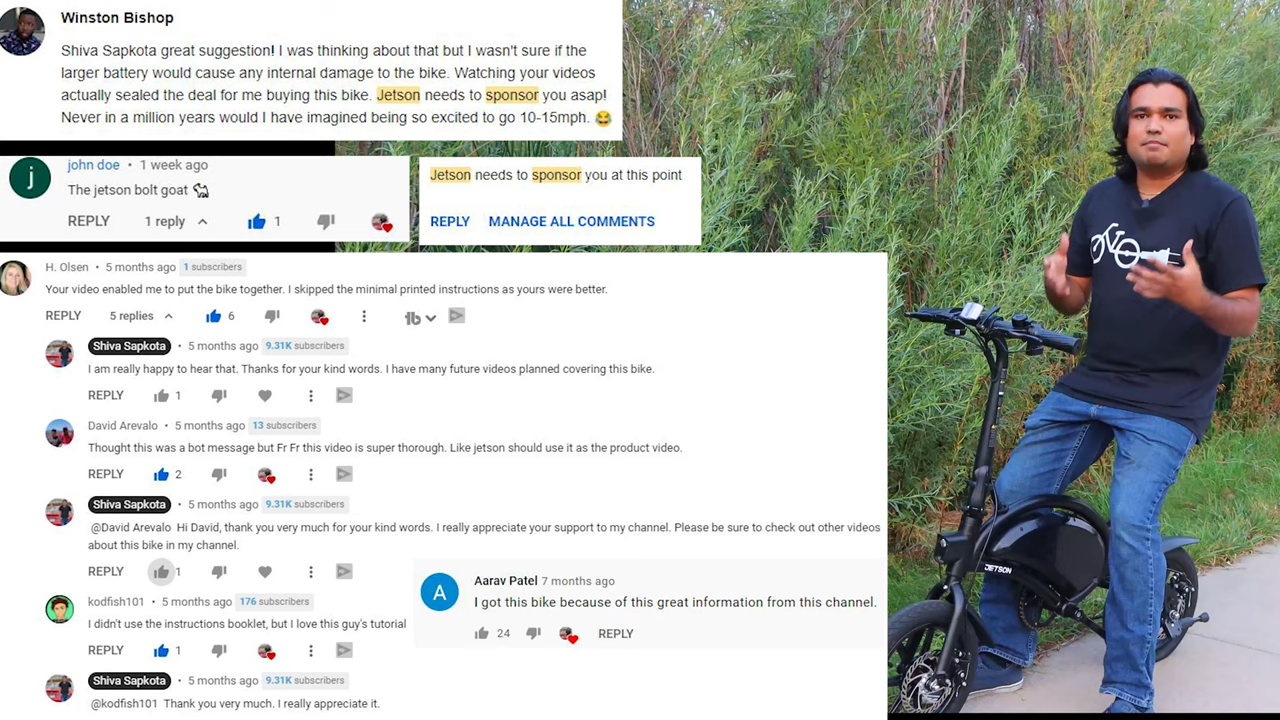 Winston Bishop
Shiva Sapkota great suggestion! I was thinking about that but I wasn't sure if the
larger battery would cause any internal damage to the bike. Watching your videos
actually sealed the deal for me buying this bike. Jetson needs to sponsor you asap!
Never in a million years would I have imagined being so excited to go 10-15mph. 😂
j
john doe • 1 week ago
The jetson bolt goat 🐐
REPLY 1 reply 1
Jetson needs to sponsor you at this point
REPLY MANAGE ALL COMMENTS
H. Olsen • 5 months ago 1 subscribers
Your video enabled me to put the bike together. I skipped the minimal printed instructions as yours were better.
REPLY 5 replies 6 tb
Shiva Sapkota • 5 months ago 9.31K subscribers
I am really happy to hear that. Thanks for your kind words. I have many future videos planned covering this bike.
REPLY 1
David Arevalo • 5 months ago 13 subscribers
Thought this was a bot message but Fr Fr this video is super thorough. Like jetson should use it as the product video.
REPLY 2
Shiva Sapkota • 5 months ago 9.31K subscribers
@David Arevalo Hi David, thank you very much for your kind words. I really appreciate your support to my channel. Please be sure to check out other videos
about this bike in my channel.
REPLY 1
kodfish101 • 5 months ago 176 subscribers
I didn't use the instructions booklet, but I love this guy's tutorial
REPLY 1
Shiva Sapkota • 5 months ago 9.31K subscribers
@kodfish101 Thank you very much. I really appreciate it.
A
Aarav Patel 7 months ago
I got this bike because of this great information from this channel.
24 REPLY
JETSON